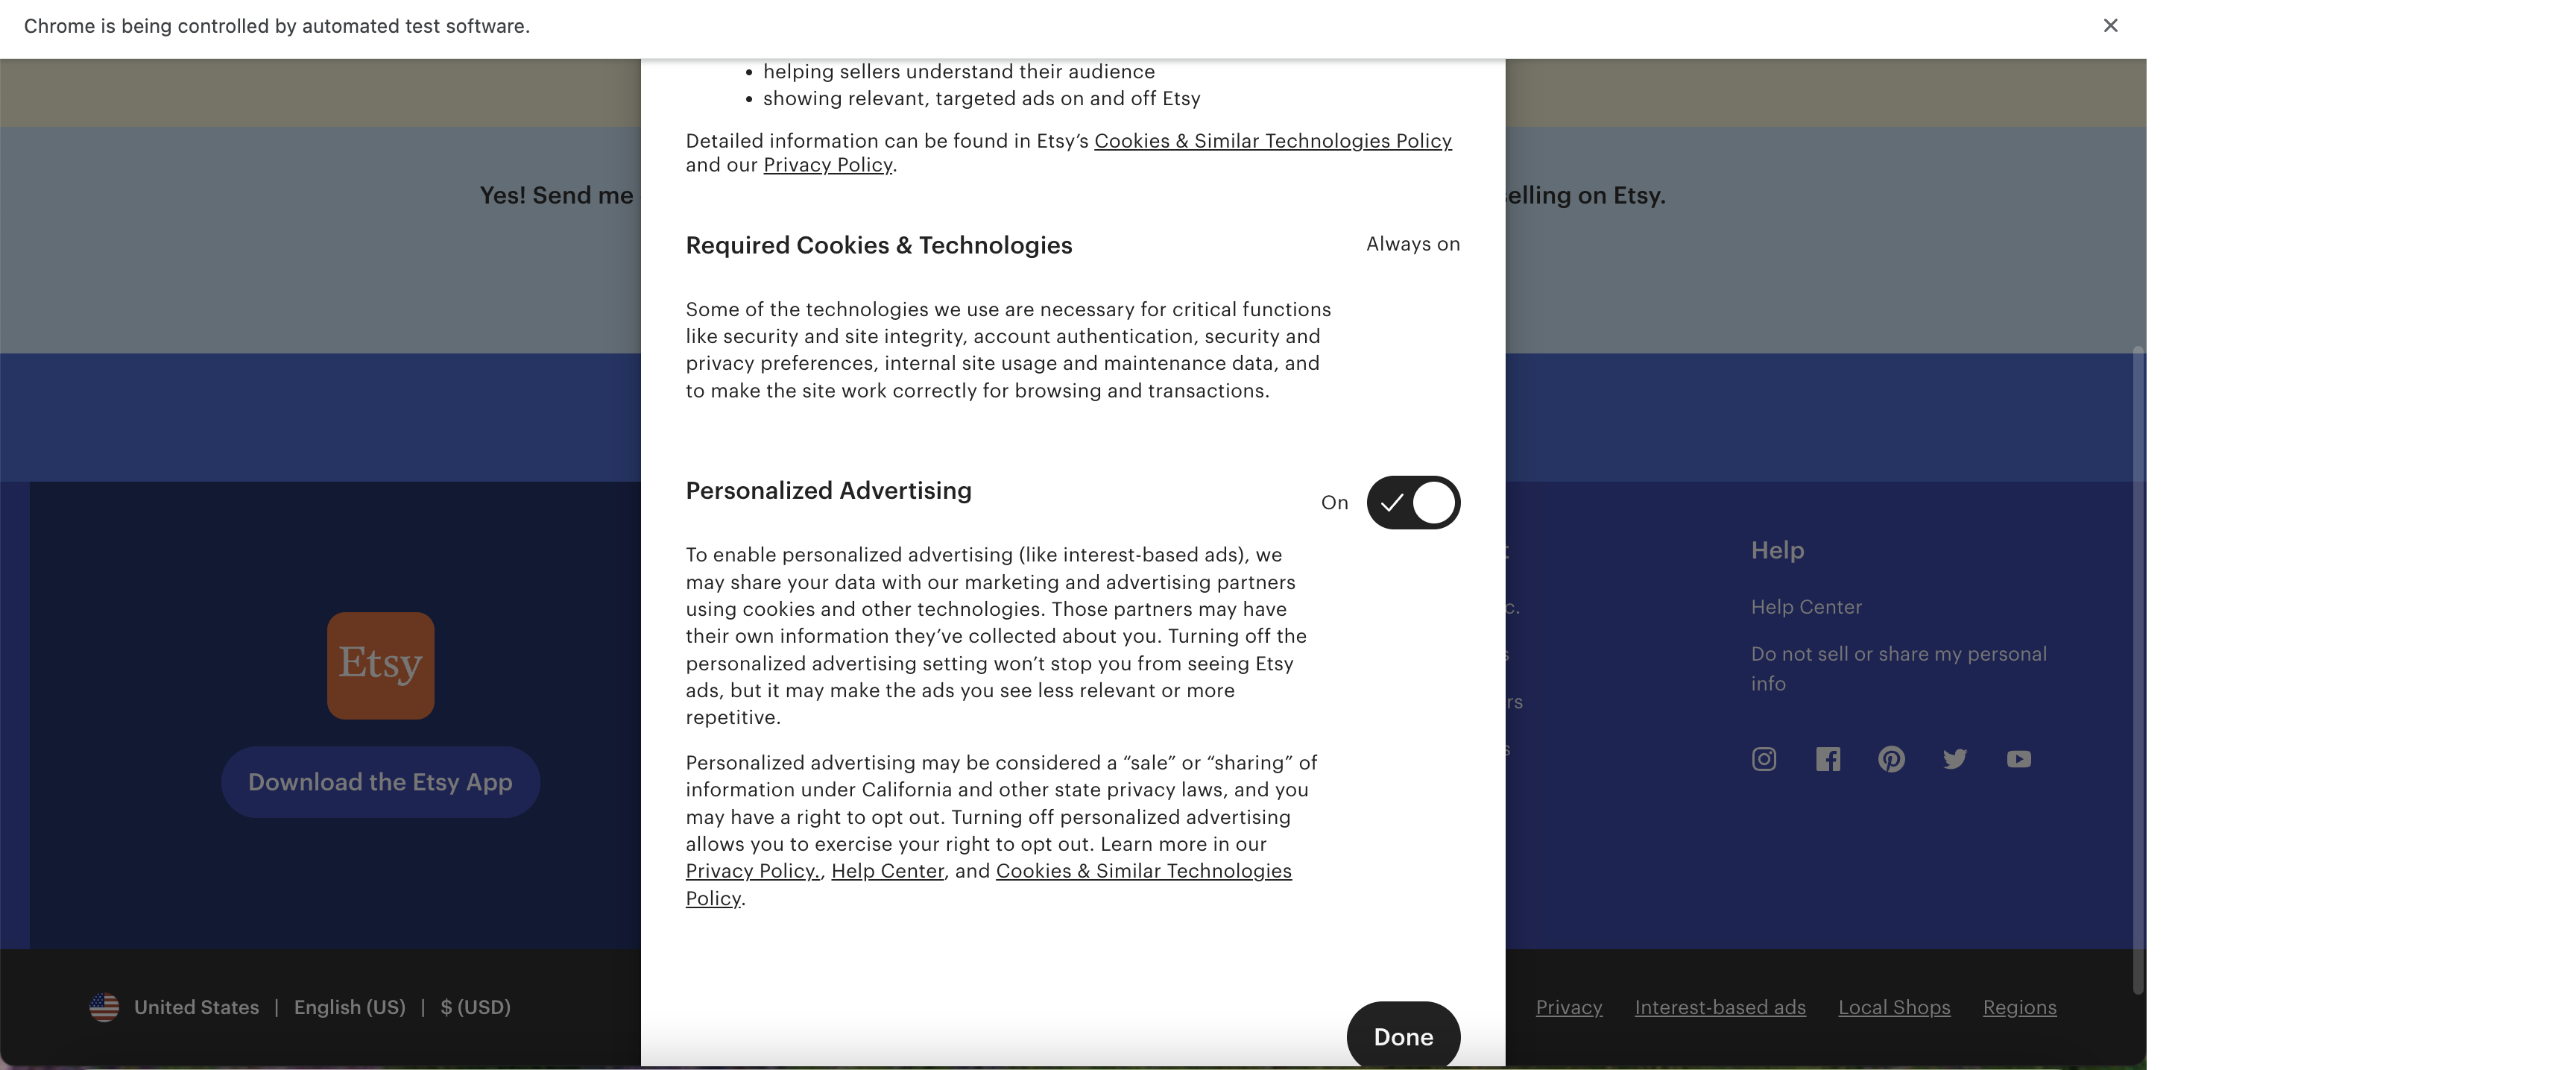 Chrome is being controlled by automated test software.
helping sellers understand their audience
showing relevant, targeted ads on and off Etsy
Detailed information can be found in Etsy’s Cookies & Similar Technologies Policy
and our Privacy Policy.
Yes! Send me
elling on Etsy.
Required Cookies & Technologies
Always on
Some of the technologies we use are necessary for critical functions
like security and site integrity, account authentication, security and
privacy preferences, internal site usage and maintenance data, and
to make the site work correctly for browsing and transactions.
Personalized Advertising
On
To enable personalized advertising (like interest-based ads), we
may share your data with our marketing and advertising partners
using cookies and other technologies. Those partners may have
their own information they’ve collected about you. Turning off the
personalized advertising setting won’t stop you from seeing Etsy
ads, but it may make the ads you see less relevant or more
repetitive.
Personalized advertising may be considered a “sale” or “sharing” of
information under California and other state privacy laws, and you
may have a right to opt out. Turning off personalized advertising
allows you to exercise your right to opt out. Learn more in our
Privacy Policy., Help Center, and Cookies & Similar Technologies
Policy.
Done
Etsy
Download the Etsy App
c.
s
rs
s
Help
Help Center
Do not sell or share my personal
info
United States | English (US) | $ (USD)
Privacy
Interest-based ads
Local Shops
Regions